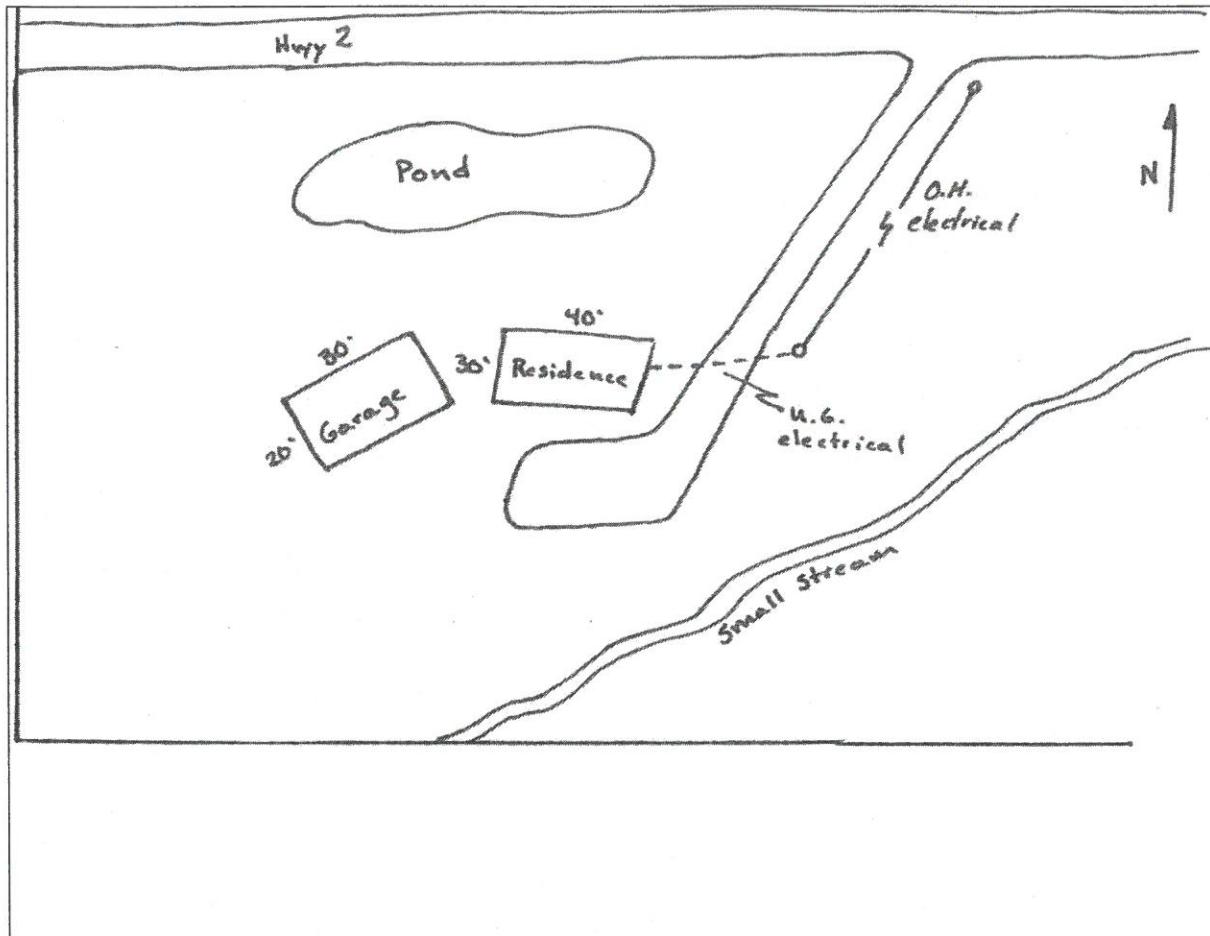 Hwy 2
Pond
N
O.H.
electrical
40'
30'
Residence
30'
Garage
20'
U.G.
electrical
Small stream